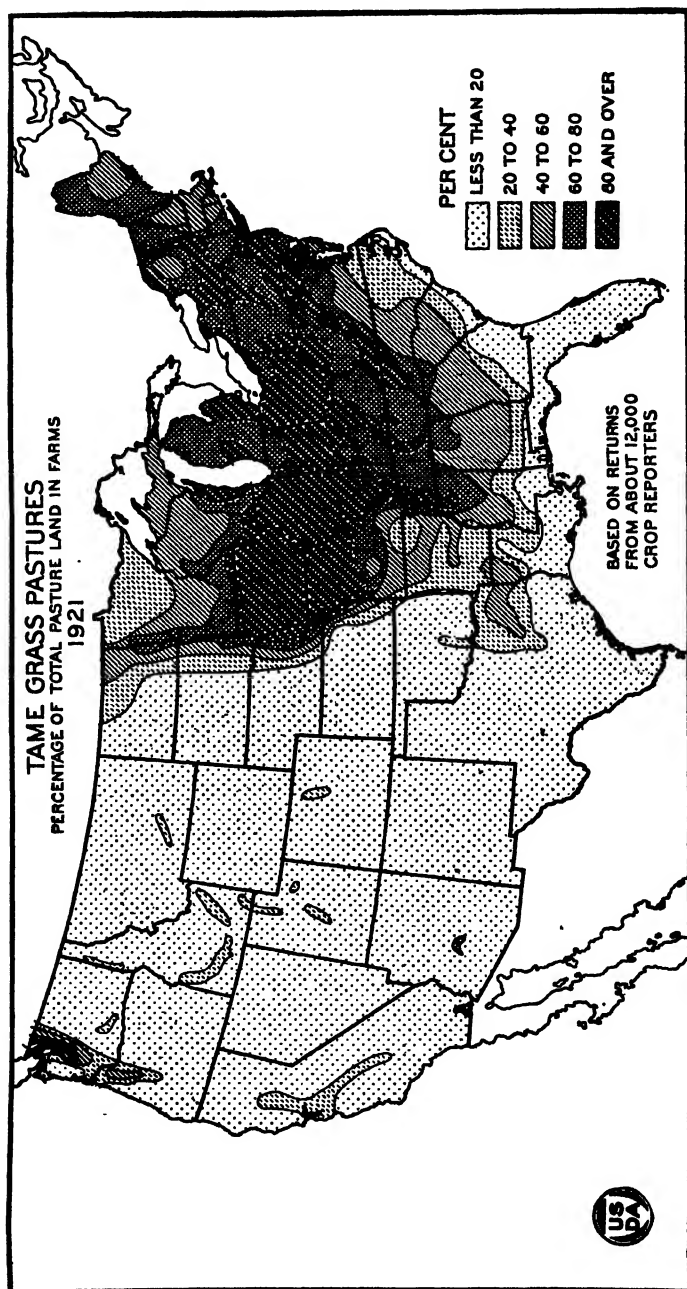 TAME GRASS PASTURES
PERCENTAGE OF TOTAL PASTURE LAND IN FARMS
1921
PER CENT
LESS THAN 20
20 TO 40
40 TO 60
60 TO 80
80 AND OVER
BASED ON RETURNS
FROM ABOUT 12,000
CROP REPORTERS
US
DA